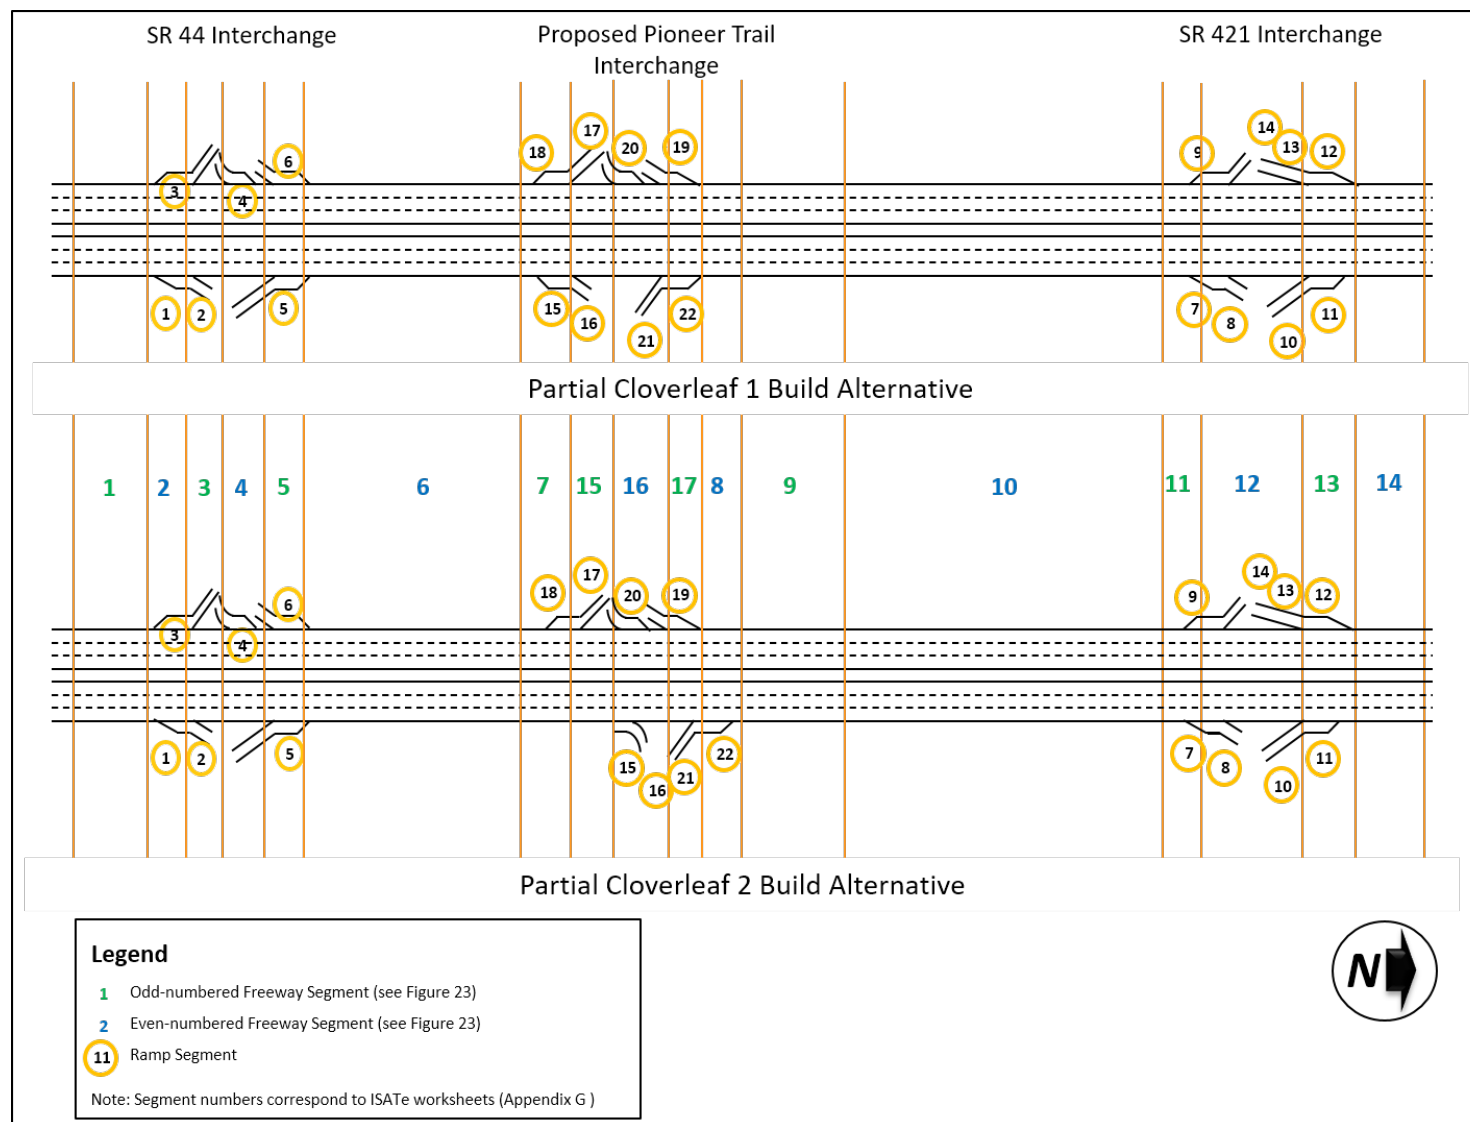 SR 44 Interchange
Proposed Pioneer Trail
Interchange
SR 421 Interchange
3 4 6 18 17 20 19 9 14 13 12
1 2 5 15 16 21 22 7 8 10 11
Partial Cloverleaf 1 Build Alternative
1 2 3 4 5 6 7 15 16 17 8 9 10 11 12 13 14
3 4 6 18 17 20 19 9 14 13 12
1 2 5 15 16 21 22 7 8 10 11
Partial Cloverleaf 2 Build Alternative
Legend
1 Odd-numbered Freeway Segment (see Figure 23)
2 Even-numbered Freeway Segment (see Figure 23)
11 Ramp Segment
Note: Segment numbers correspond to ISATe worksheets (Appendix G )
N